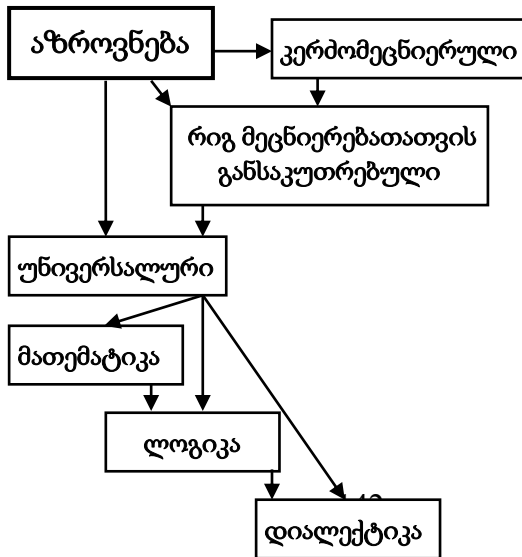 აზროვნება
კერძომეცნიერული
რიგ მეცნიერებათათვის
განსაკუთრებული
უნივერსალური
მათემატიკა
ლოგიკა
დიალექტიკა